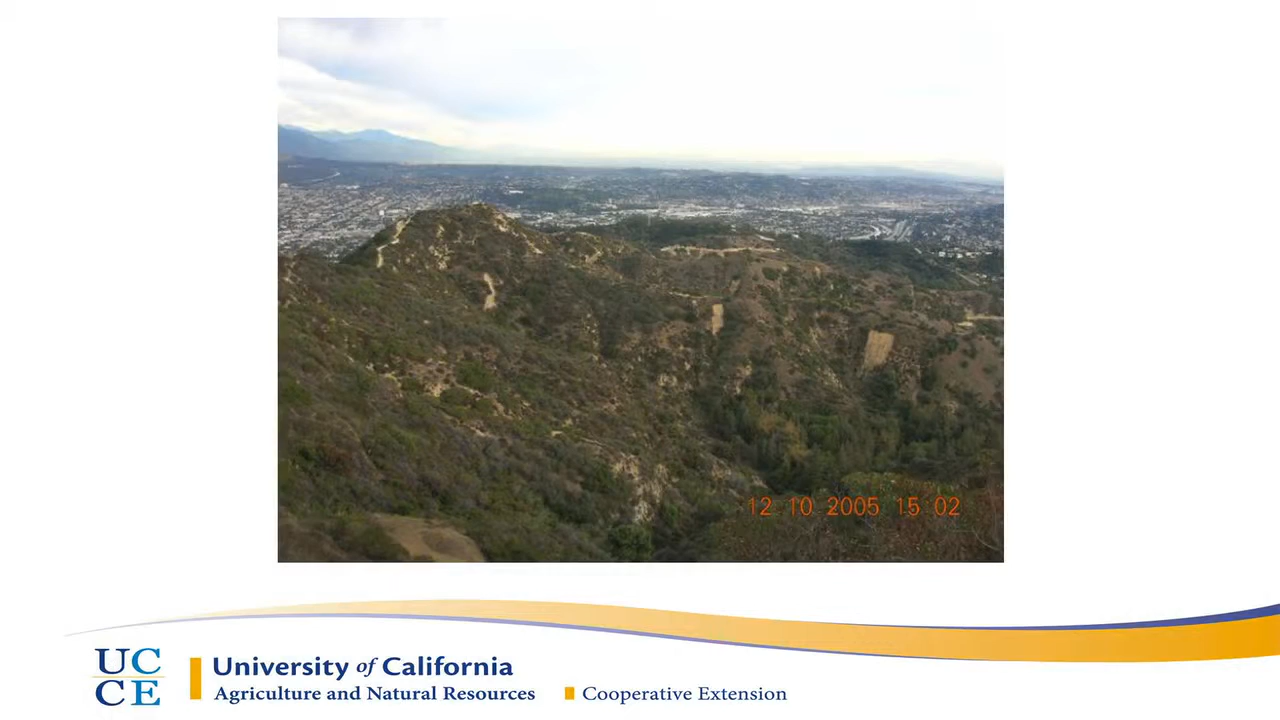 12 10 2005 15 02
UC
CE
University of California
Agriculture and Natural Resources
Cooperative Extension